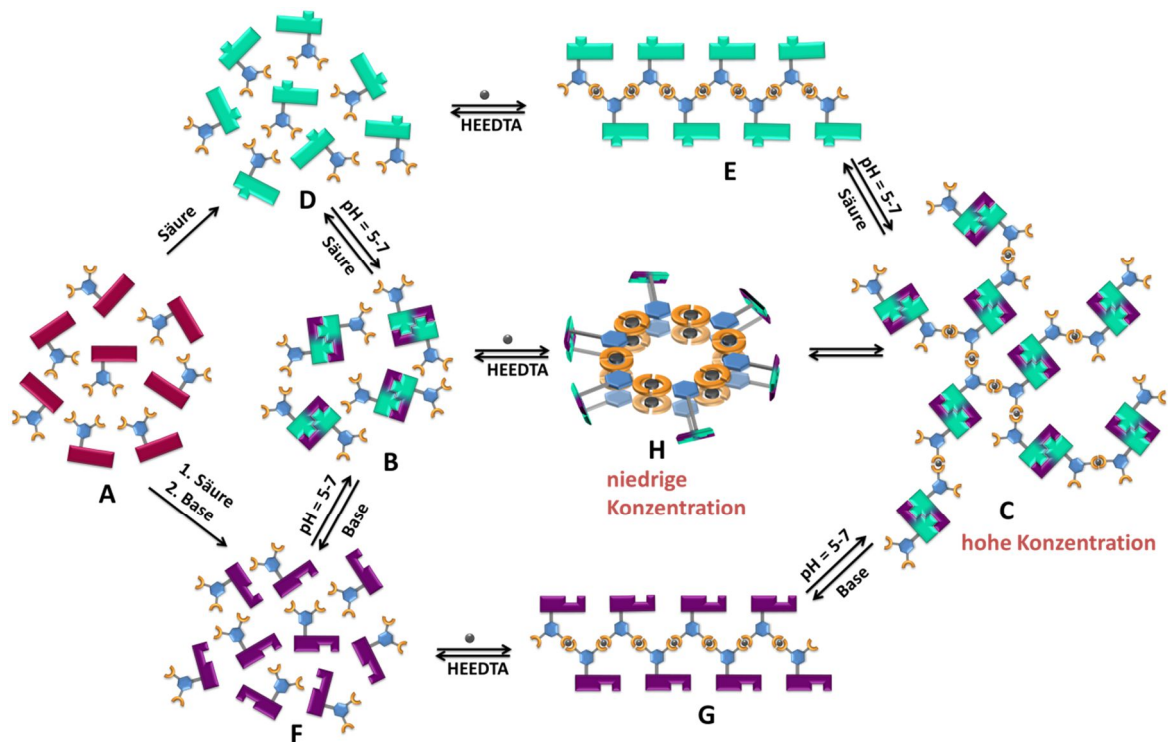 HEEDTA
E
D
Säure
pH = 5-7
Säure
pH = 5-7
Säure
A
B
HEEDTA
H
niedrige
Konzentration
C
hohe Konzentration
1. Säure
2. Base
pH = 5-7
Base
pH = 5-7
Base
F
HEEDTA
G